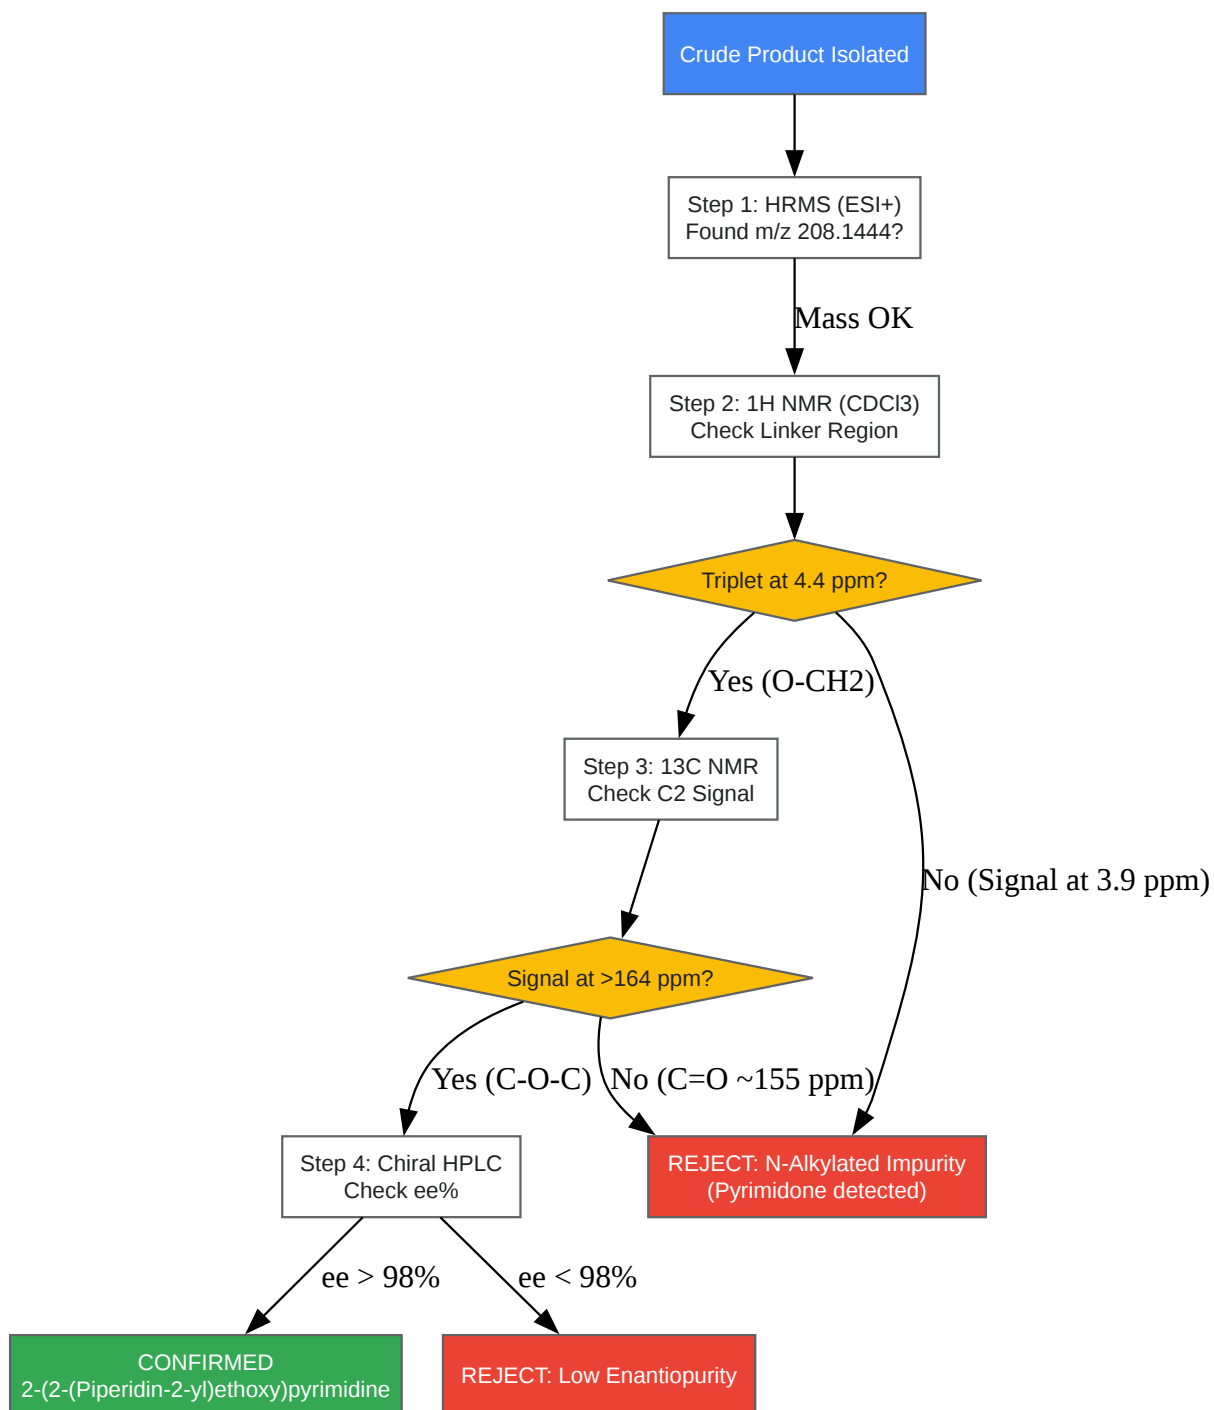 Crude Product Isolated
Step 1: HRMS (ESI+)
Found m/z 208.1444?
Mass OK
Step 2: 1H NMR (CDCl3)
Check Linker Region
Triplet at 4.4 ppm?
Yes (O-CH2)
Step 3: 13C NMR
Check C2 Signal
No (Signal at 3.9 ppm)
Signal at >164 ppm?
Yes (C-O-C)
No (C=O ~155 ppm)
Step 4: Chiral HPLC
Check ee%
REJECT: N-Alkylated Impurity
(Pyrimidone detected)
ee > 98%
ee < 98%
CONFIRMED
2-(2-(Piperidin-2-yl)ethoxy)pyrimidine
REJECT: Low Enantiopurity